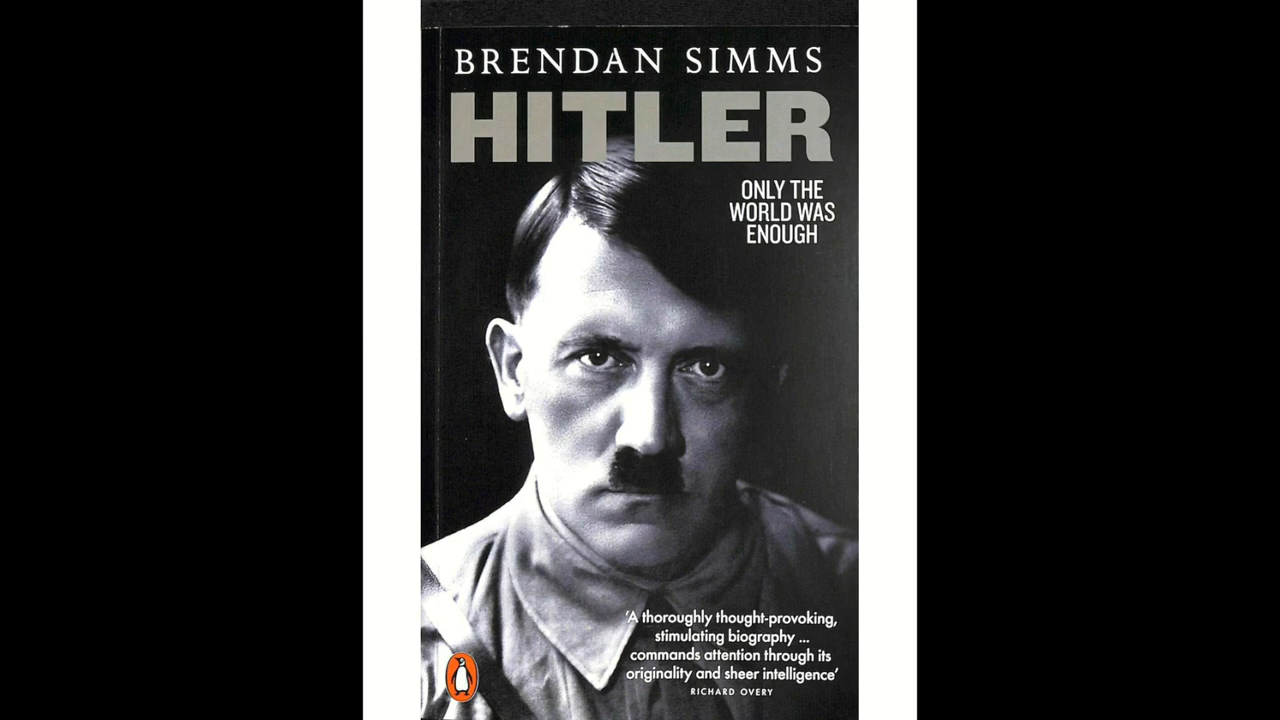 BRENDAN SIMMS
HITLER
ONLY THE
WORLD WAS
ENOUGH
‘A thoroughly thought-provoking,
stimulating biography ...
commands attention through its
originality and sheer intelligence’
RICHARD OVERY